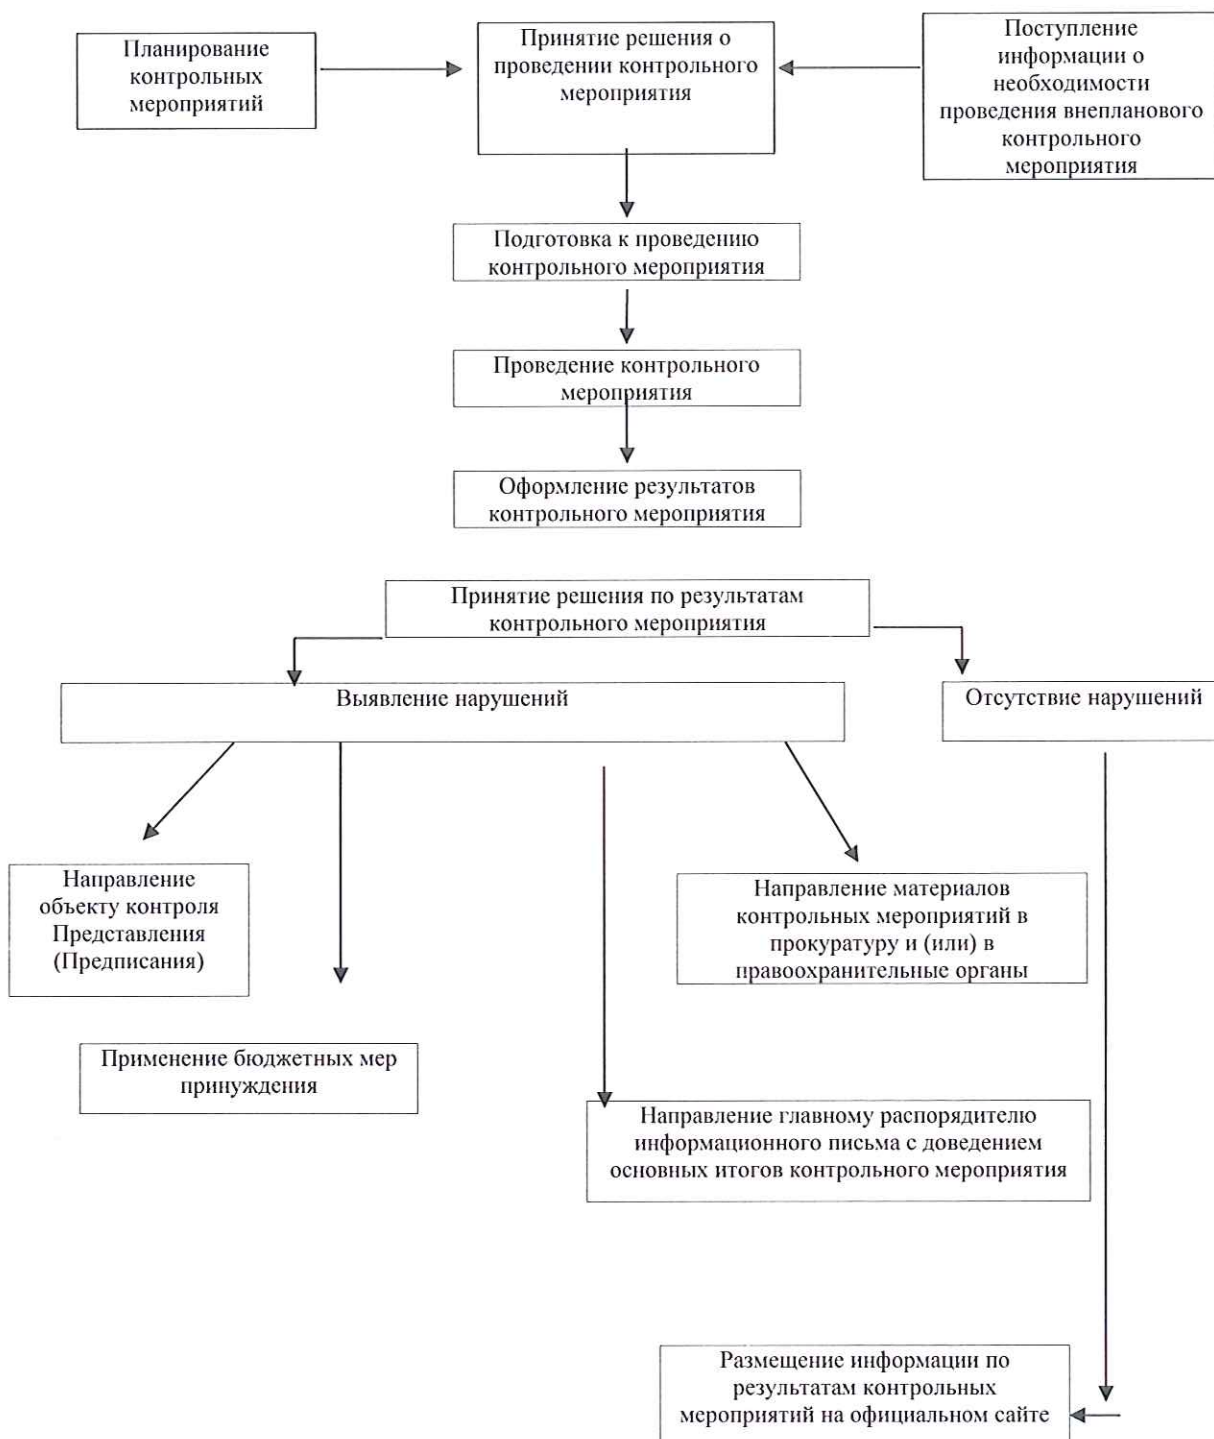 Планирование
контрольных
мероприятий
Принятие решения о
проведении контрольного
мероприятия
Поступление
информации о
необходимости
проведения внепланового
контрольного
мероприятия
Подготовка к проведению
контрольного мероприятия
Проведение контрольного
мероприятия
Оформление результатов
контрольного мероприятия
Принятие решения по результатам
контрольного мероприятия
Выявление нарушений
Отсутствие нарушений
Направление
объекту контроля
Представления
(Предписания)
Направление материалов
контрольных мероприятий в
прокуратуру и (или) в
правоохранительные органы
Применение бюджетных мер
принуждения
Направление главному распорядителю
информационного письма с доведением
основных итогов контрольного мероприятия
Размещение информации по
результатам контрольных
мероприятий на официальном сайте